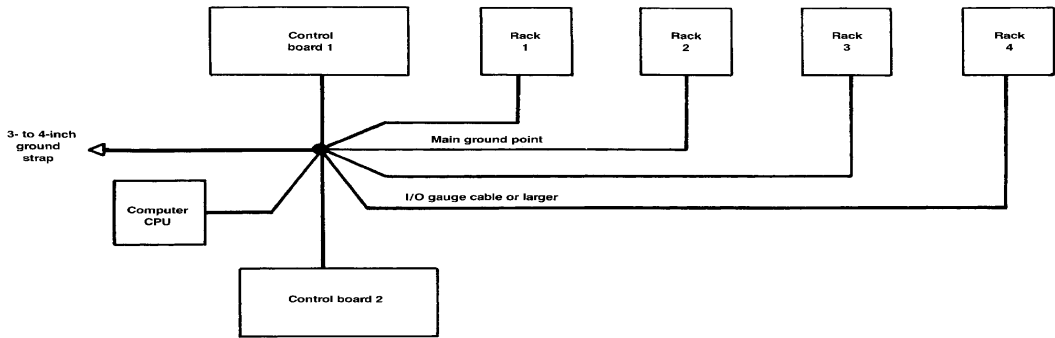 Control
board 1
Rack
1
Rack
2
Rack
3
Rack
4
3- to 4-inch
ground
strap
Main ground point
I/O gauge cable or larger
Computer
CPU
Control board 2